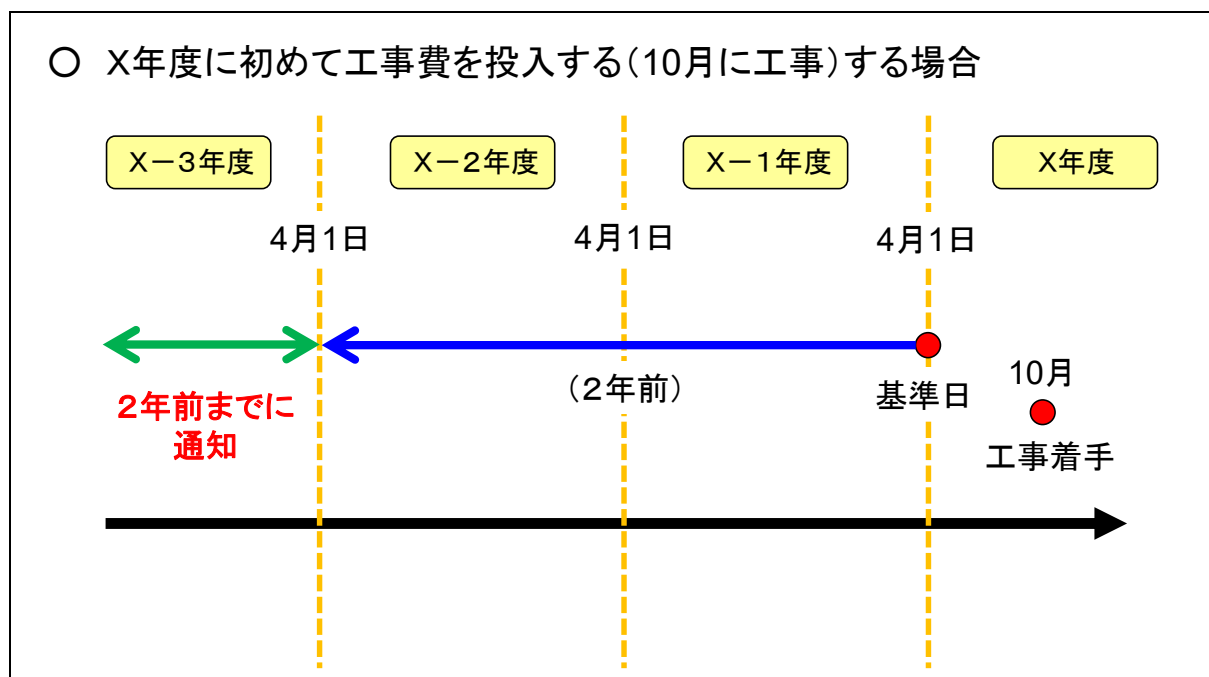 ○ X年度に初めて工事費を投入する(10月に工事)する場合
X-3年度
X-2年度
X-1年度
X年度
4月1日
4月1日
4月1日
(2年前)
基準日
10月
工事着手
2年前までに
通知